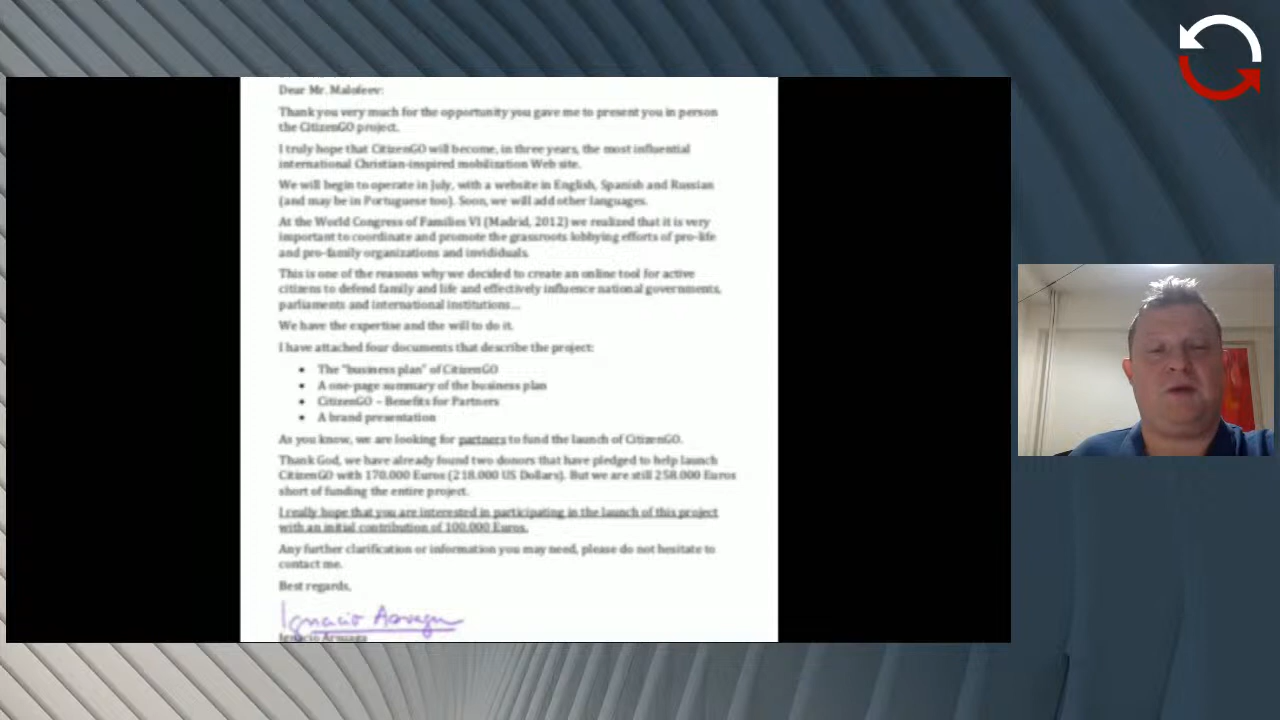 Dear Mr. Malofeev:
Thank you very much for the opportunity you gave me to present you in person
the CitizenGO project.
I truly hope that CitizenGO will become, in three years, the most influential
international Christian-inspired mobilization Web site.
We will begin to operate in July, with a website in English, Spanish and Russian
(and may be in Portuguese too). Soon, we will add other languages.
At the World Congress of Families VI (Madrid, 2012) we realized that it is very
important to coordinate and promote the grassroots lobbying efforts of pro-life
and pro-family organizations and invididuals.
This is one of the reasons why we decided to create an online tool for active
citizens to defend family and life and effectively influence national governments,
parliaments and international institutions...
We have the expertise and the will to do it.
I have attached four documents that describe the project:
• The "business plan" of CitizenGO
• A one-page summary of the business plan
• CitizenGO – Benefits for Partners
• A brand presentation
As you know, we are looking for partners to fund the launch of CitizenGO.
Thank God, we have already found two donors that have pledged to help launch
CitizenGO with 170.000 Euros (218.000 US Dollars). But we are still 258.000 Euros
short of funding the entire project.
I really hope that you are interested in participating in the launch of this project
with an initial contribution of 100.000 Euros.
Any further clarification or information you may need, please do not hesitate to
contact me.
Best regards,
Ignacio Arsuaga
Ignacio Arsuaga